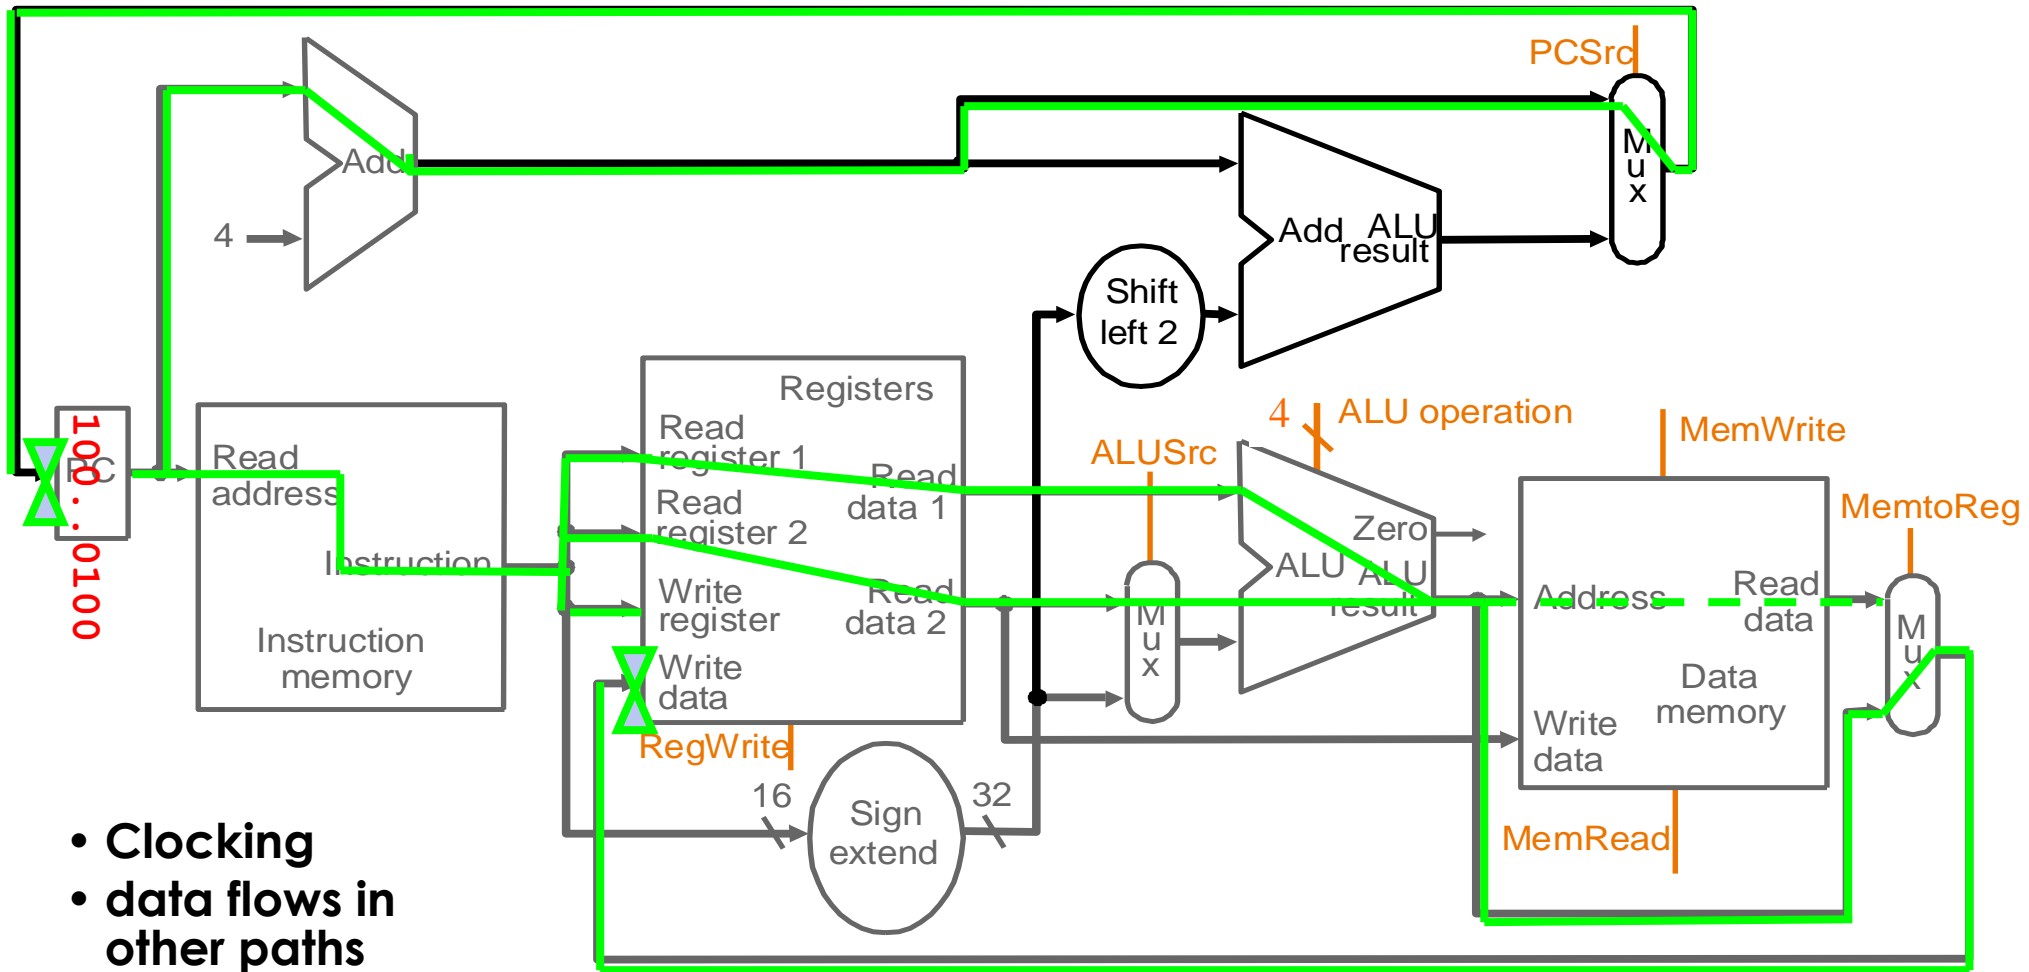 PCSrc
M
u
x
Add
4
Add ALU
result
Shift
left 2
PC
100...0100
Read
address
Instruction
Instruction
memory
Registers
Read
register 1
Read
data 1
Read
register 2
Write
register
Read
data 2
Write
data
RegWrite
16
Sign
extend
32
ALUSrc
M
u
x
4
ALU operation
Zero
ALU ALU
result
MemWrite
Address
Read
data
Data
memory
Write
data
MemRead
MemtoReg
M
u
x
• Clocking
• data flows in
other paths